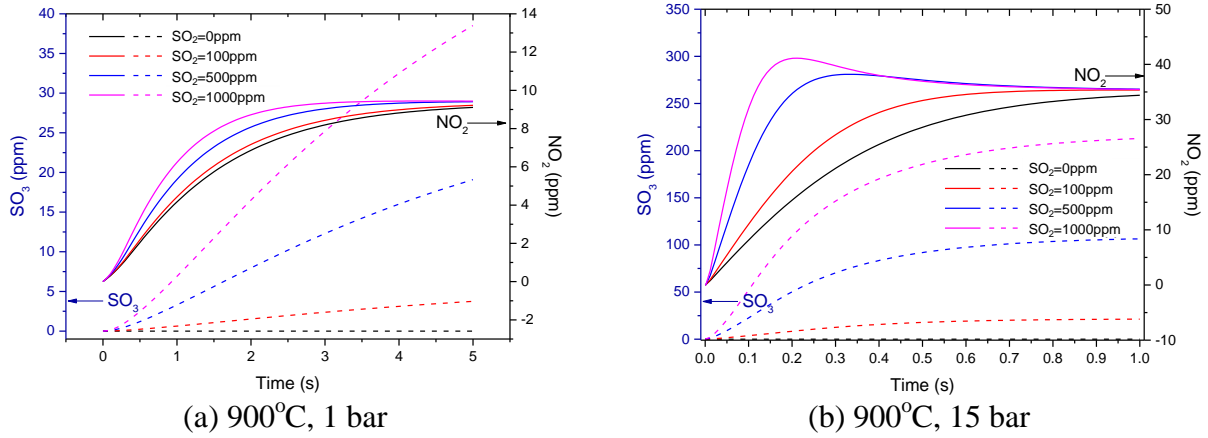 SO₃ (ppm)
40
35
30
25
20
15
10
5
0
SO₂=0ppm
SO₂=100ppm
SO₂=500ppm
SO₂=1000ppm
NO₂
SO₃
14
12
10
8
6
4
2
0
-2
NO₂ (ppm)
0 1 2 3 4 5
Time (s)
(a) 900°C, 1 bar
SO₃ (ppm)
350
300
250
200
150
100
50
0
NO₂
SO₂=0ppm
SO₂=100ppm
SO₂=500ppm
SO₂=1000ppm
SO₃
50
40
30
20
10
0
-10
NO₂ (ppm)
0.0 0.1 0.2 0.3 0.4 0.5 0.6 0.7 0.8 0.9 1.0
Time (s)
(b) 900°C, 15 bar